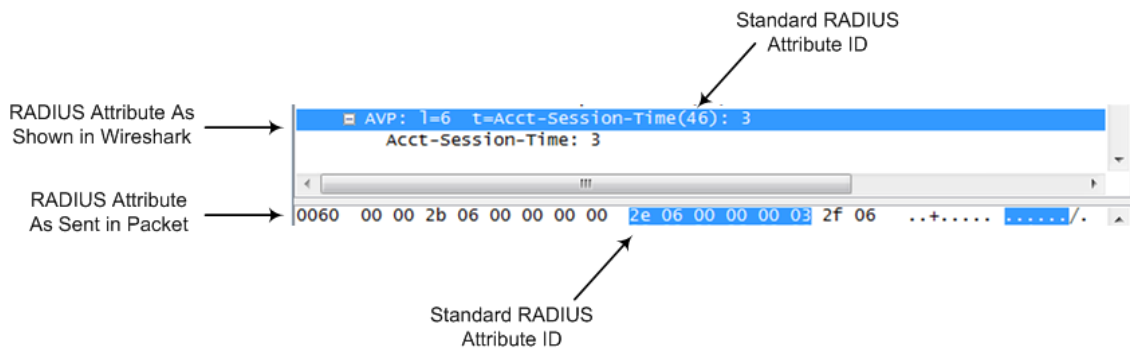 Standard RADIUS
Attribute ID
RADIUS Attribute As
Shown in Wireshark
AVP: l=6  t=Acct-Session-Time(46): 3
Acct-Session-Time: 3
RADIUS Attribute
As Sent in Packet
0060  00 00 2b 06 00 00 00 00  2e 06 00 00 00 03 2f 06  ..+..... ....../.
Standard RADIUS
Attribute ID